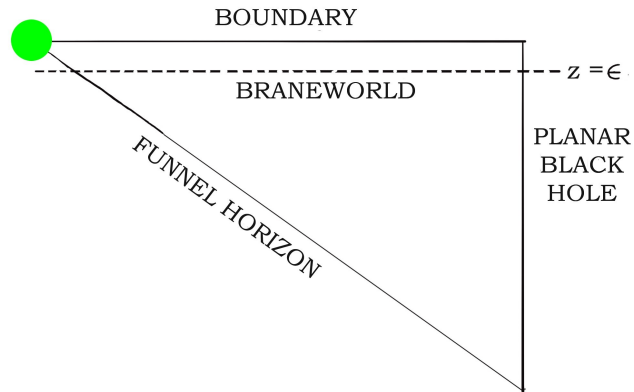 BOUNDARY
z = ϵ
BRANEWORLD
PLANAR
BLACK
HOLE
FUNNEL HORIZON